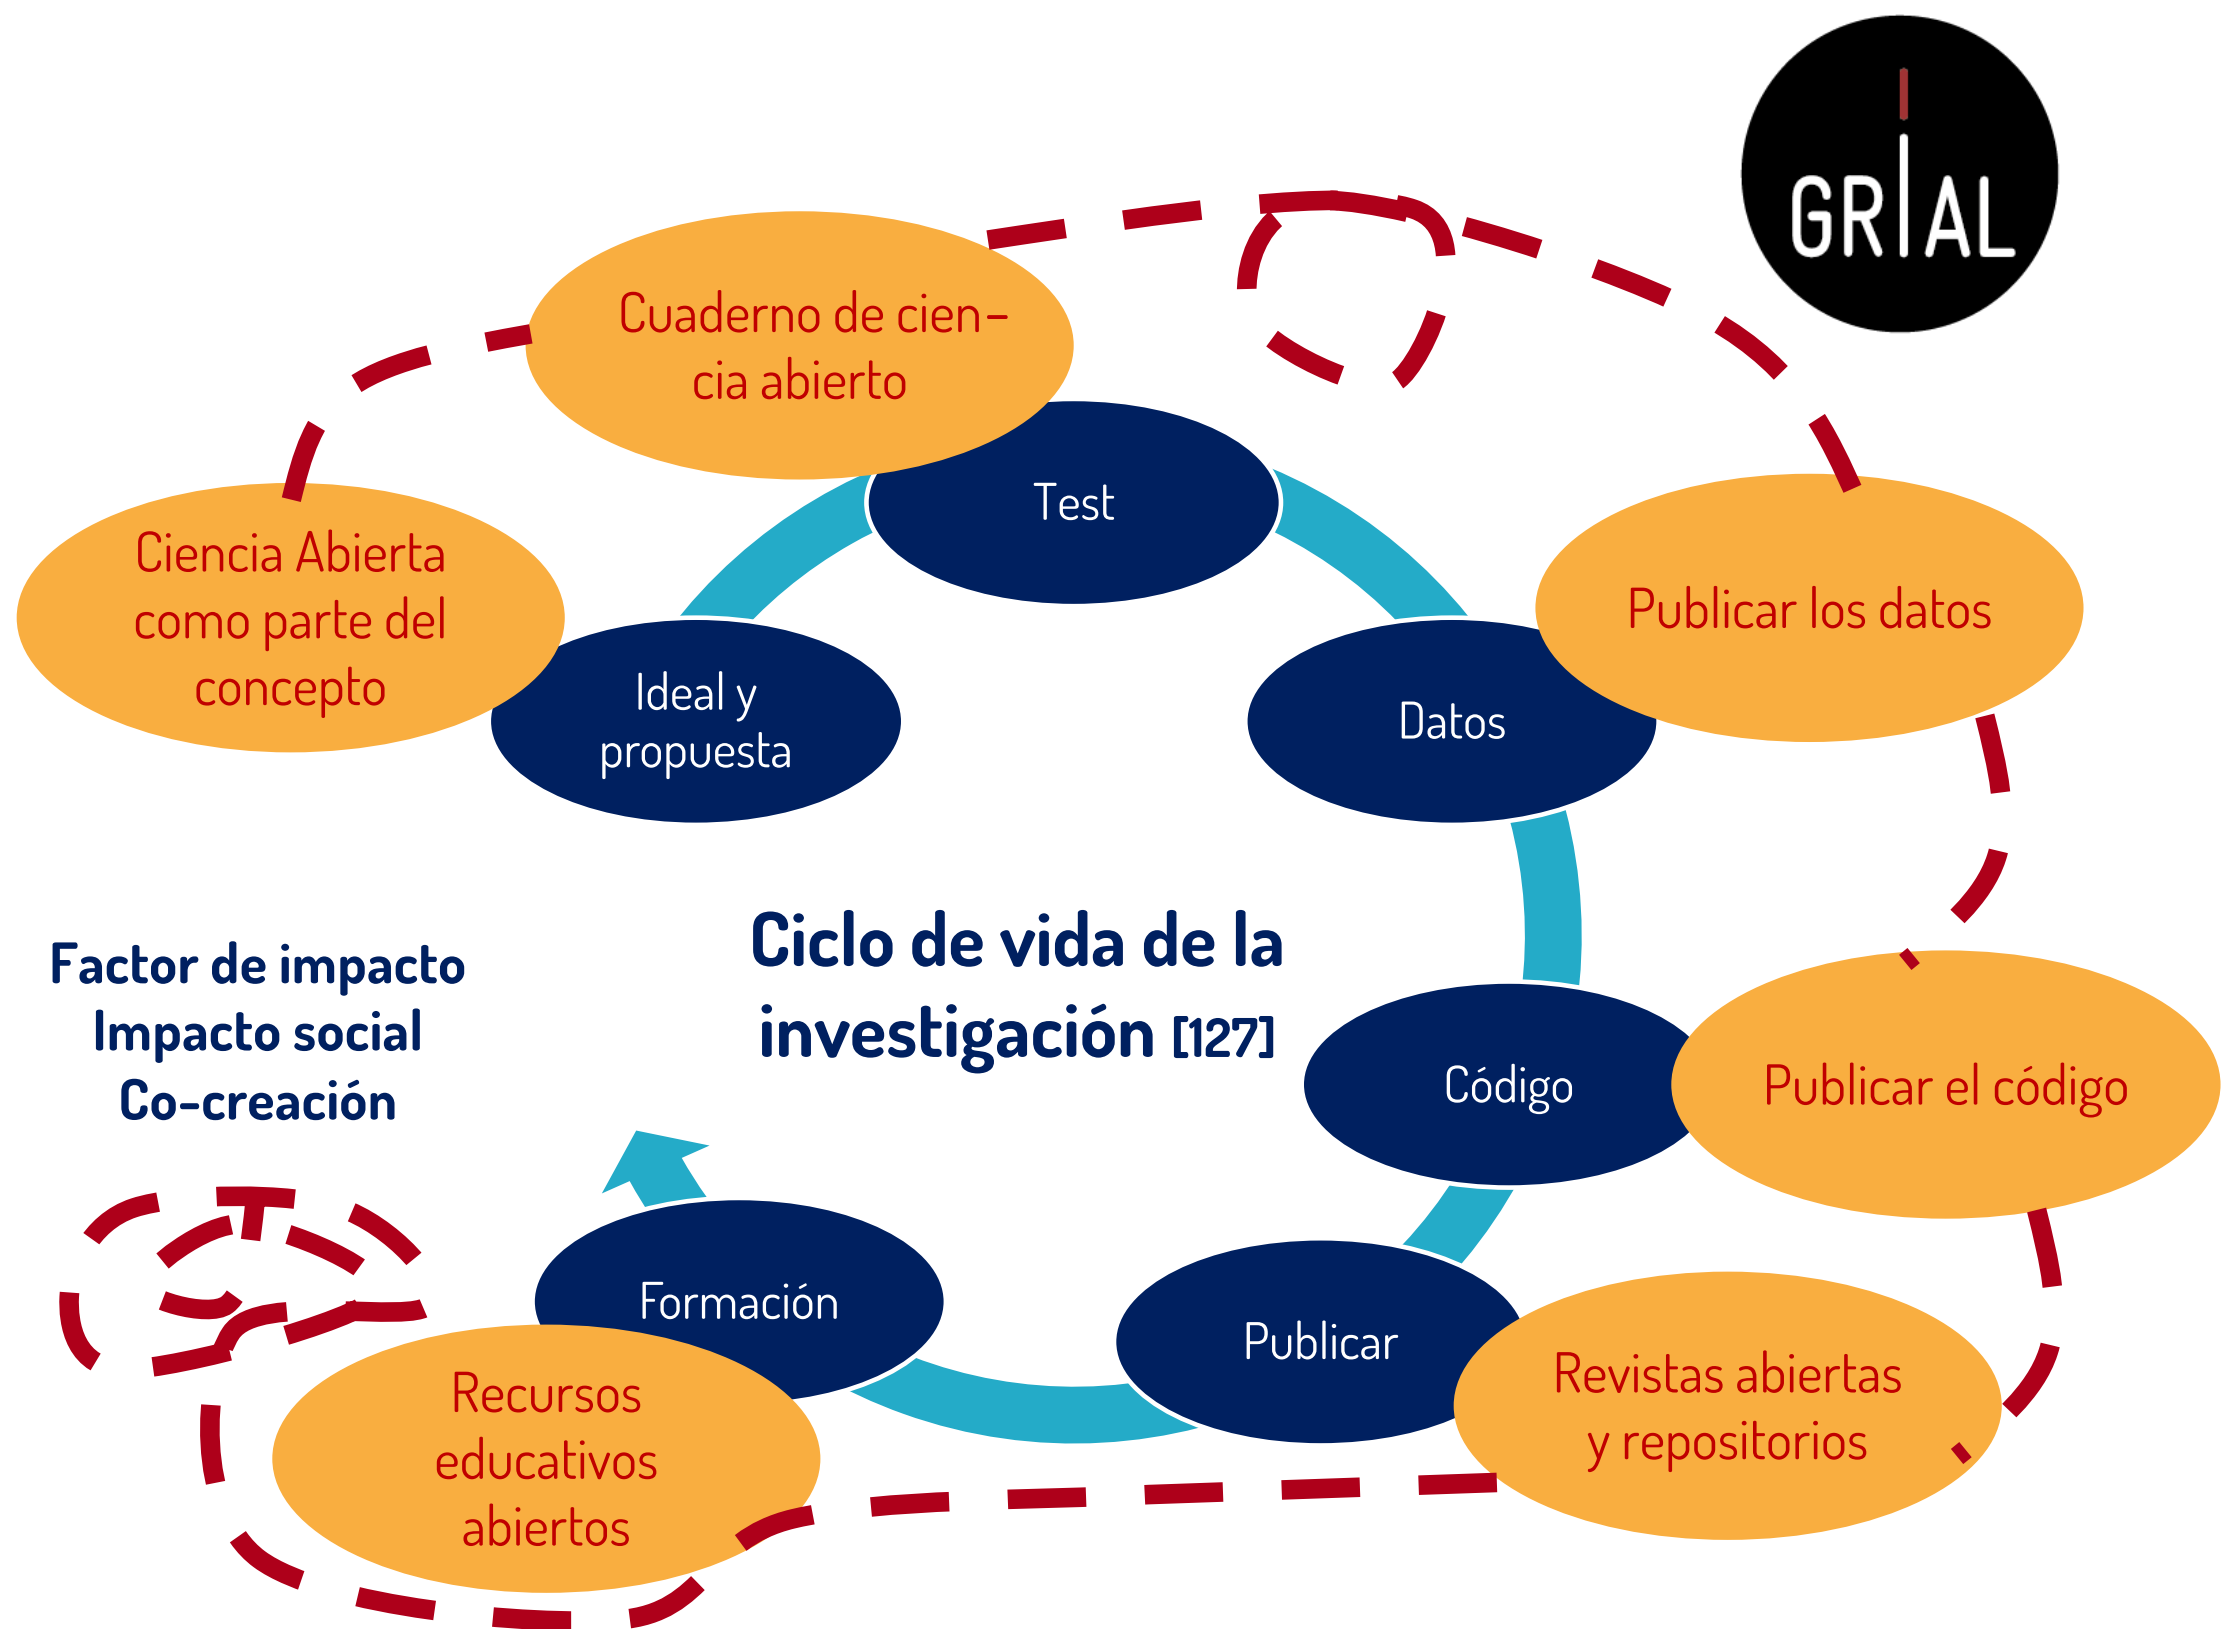 GRIAL
Cuaderno de cien-
cia abierto
Test
Ciencia Abierta
como parte del
concepto
Ideal y
propuesta
Publicar los datos
Datos
Ciclo de vida de la
investigación [127]
Factor de impacto
Impacto social
Co-creación
Código
Publicar el código
Formación
Publicar
Revistas abiertas
y repositorios
Recursos
educativos
abiertos